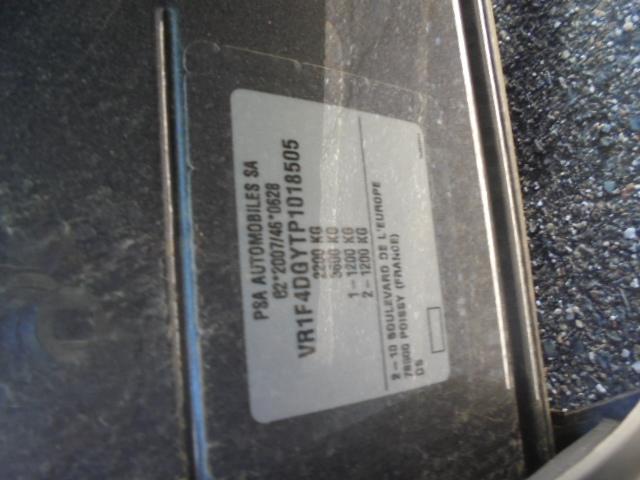 PSA AUTOMOBILES SA
62*2007/46*0628
VR1F4DGYTP1018505
2200 KG
3600 KG
1 - 1200 KG
2 - 1200 KG
2 - 10 BOULEVARD DE L'EUROPE
78300 POISSY (FRANCE)
DS